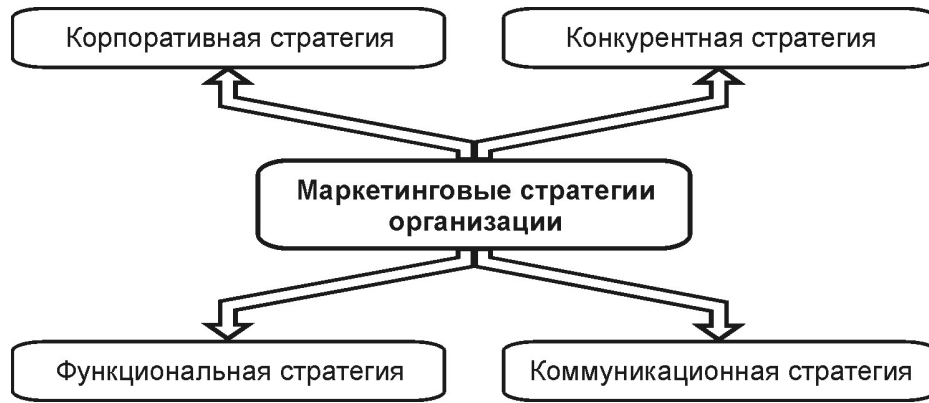 Корпоративная стратегия
Конкурентная стратегия
Маркетинговые стратегии
организации
Функциональная стратегия
Коммуникационная стратегия